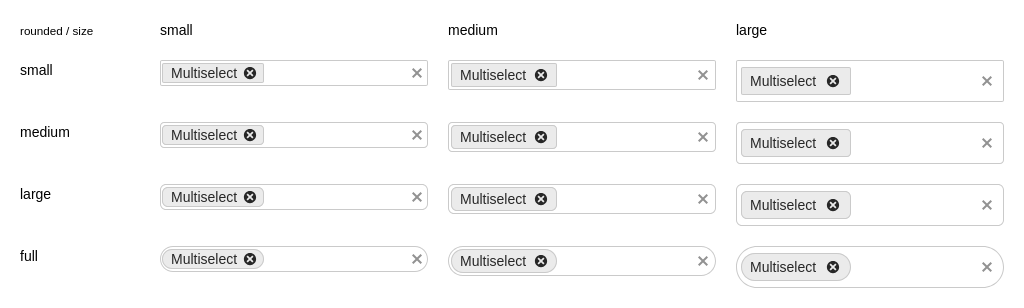 rounded / size small medium large
small Multiselect Multiselect Multiselect
medium Multiselect Multiselect Multiselect
large Multiselect Multiselect Multiselect
full Multiselect Multiselect Multiselect